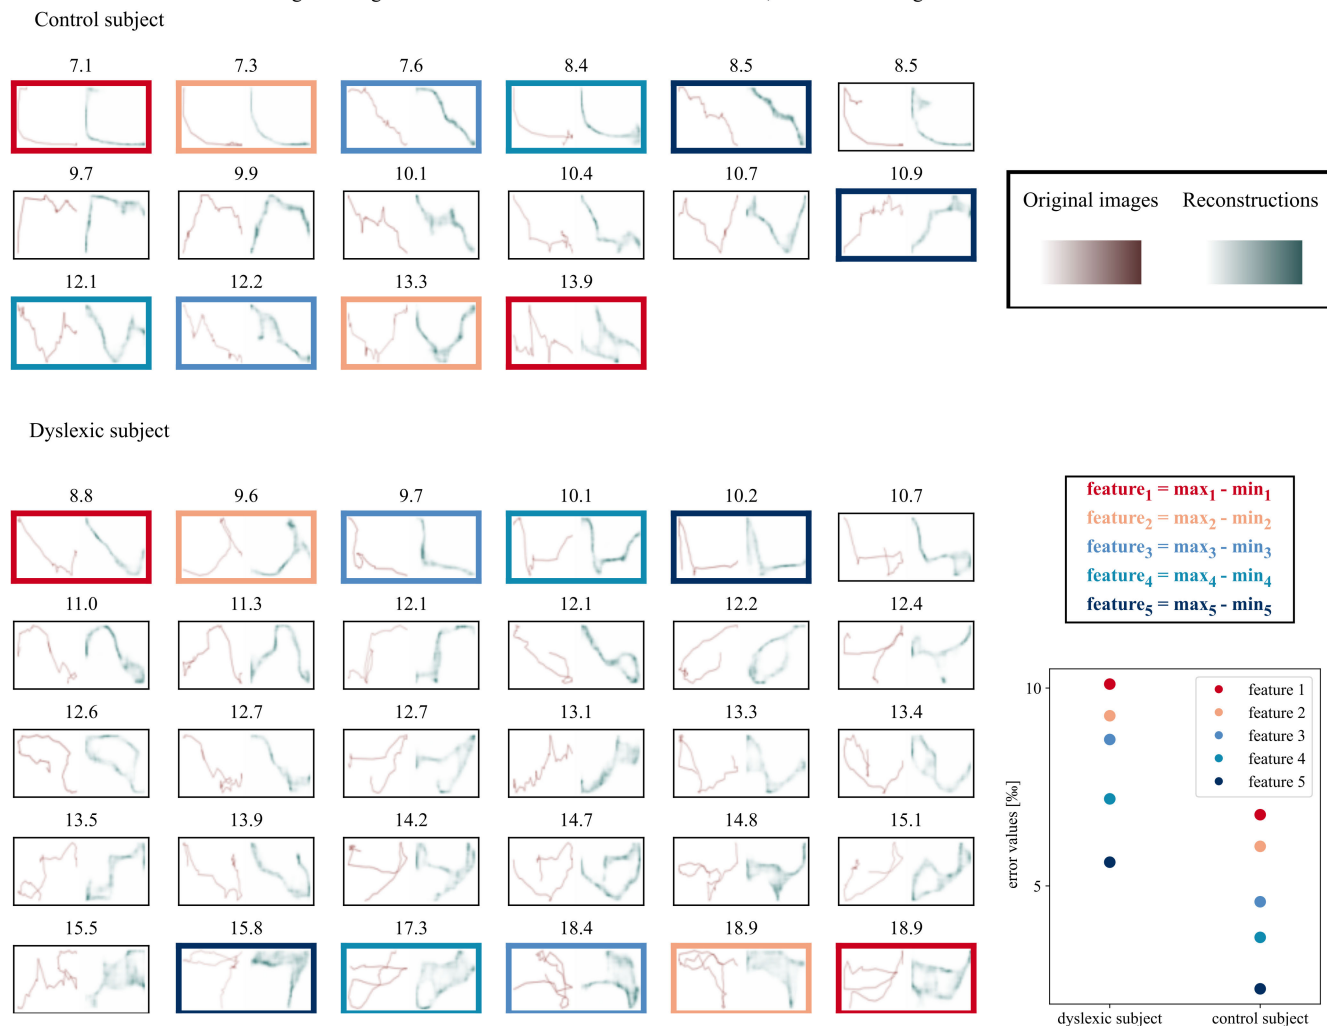 Control subject
7.1 7.3 7.6 8.4 8.5 8.5
9.7 9.9 10.1 10.4 10.7 10.9
Original images Reconstructions
12.1 12.2 13.3 13.9
Dyslexic subject
8.8 9.6 9.7 10.1 10.2 10.7
feature₁ = max₁ - min₁
feature₂ = max₂ - min₂
feature₃ = max₃ - min₃
feature₄ = max₄ - min₄
feature₅ = max₅ - min₅
11.0 11.3 12.1 12.1 12.2 12.4
12.6 12.7 12.7 13.1 13.3 13.4
13.5 13.9 14.2 14.7 14.8 15.1
15.5 15.8 17.3 18.4 18.9 18.9
10
5
error values [‰]
feature 1
feature 2
feature 3
feature 4
feature 5
dyslexic subject control subject